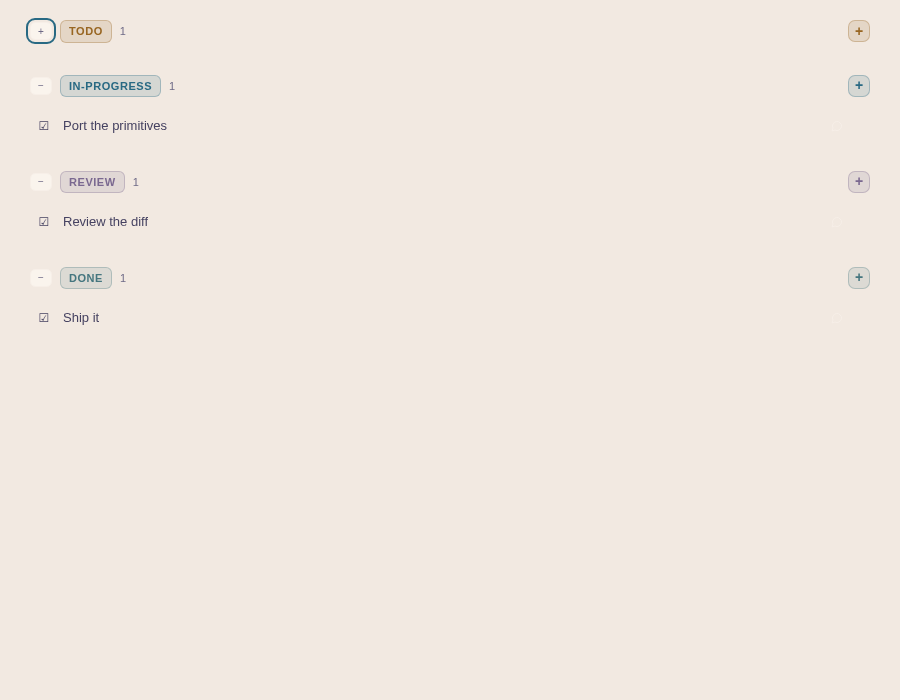 + TODO 1 +
− IN-PROGRESS 1 +
☑ Port the primitives
− REVIEW 1 +
☑ Review the diff
− DONE 1 +
☑ Ship it